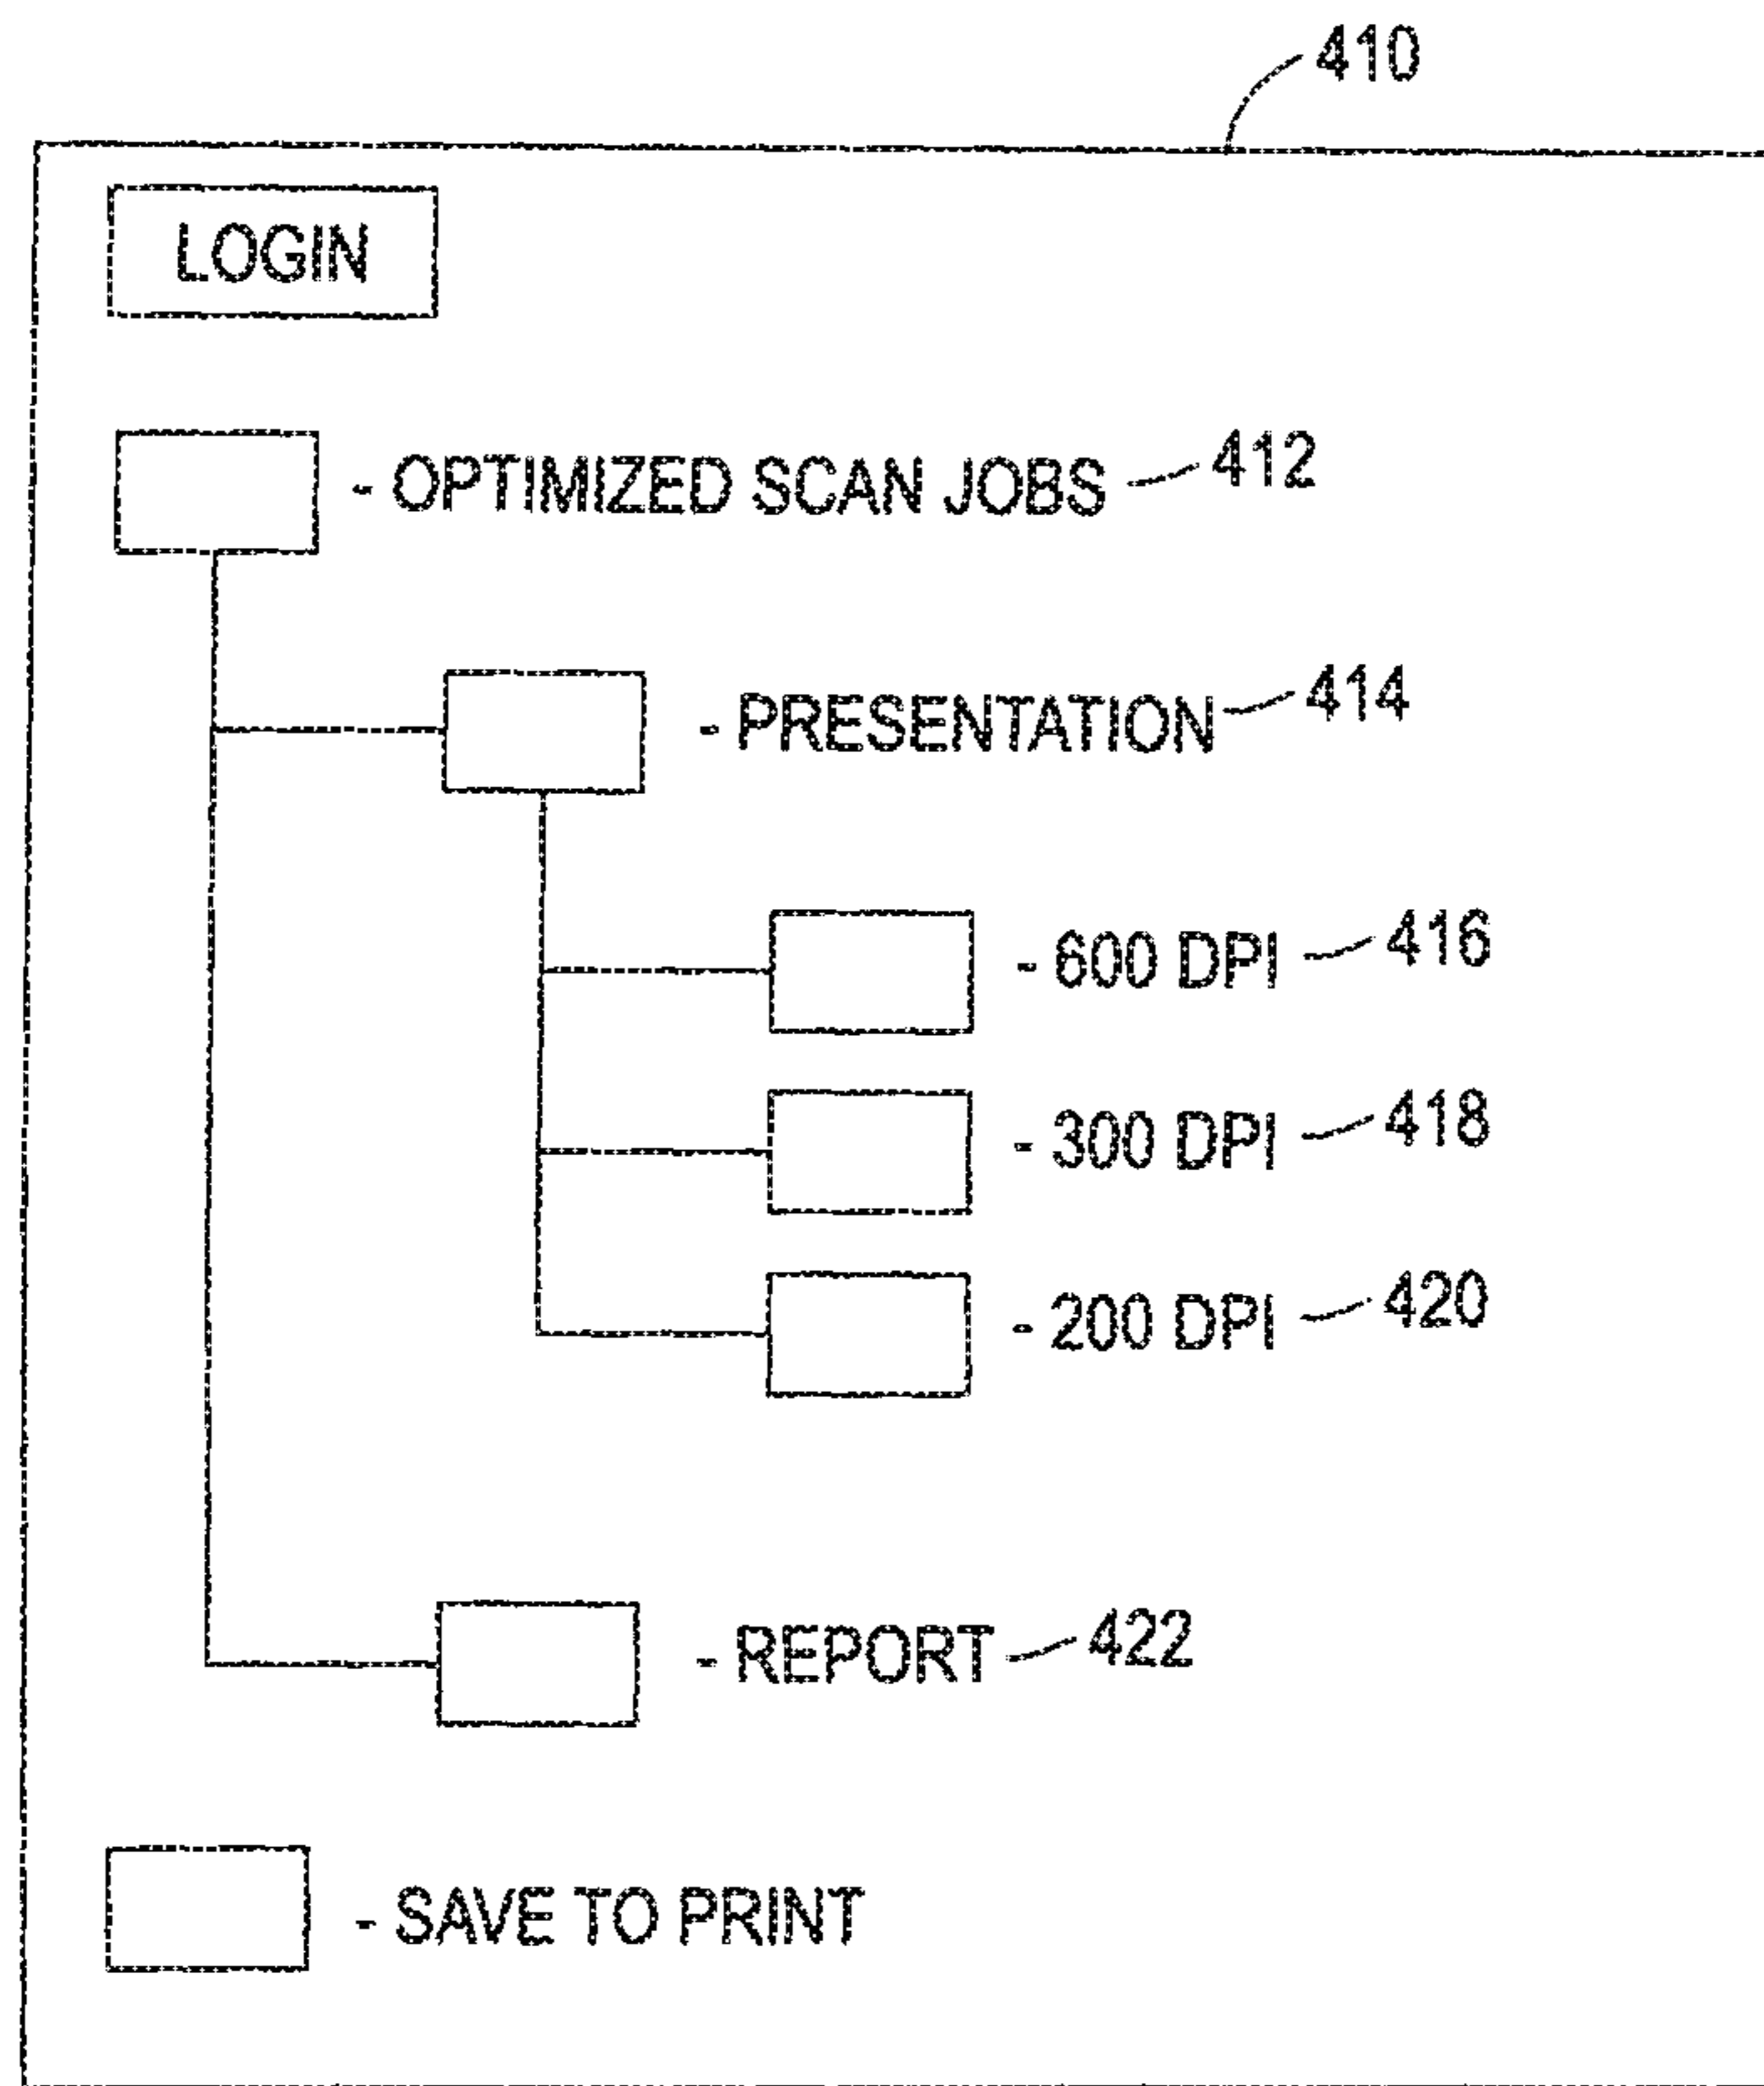 410
LOGIN
- OPTIMIZED SCAN JOBS 412
- PRESENTATION 414
- 600 DPI 416
- 300 DPI 418
- 200 DPI 420
- REPORT 422
- SAVE TO PRINT